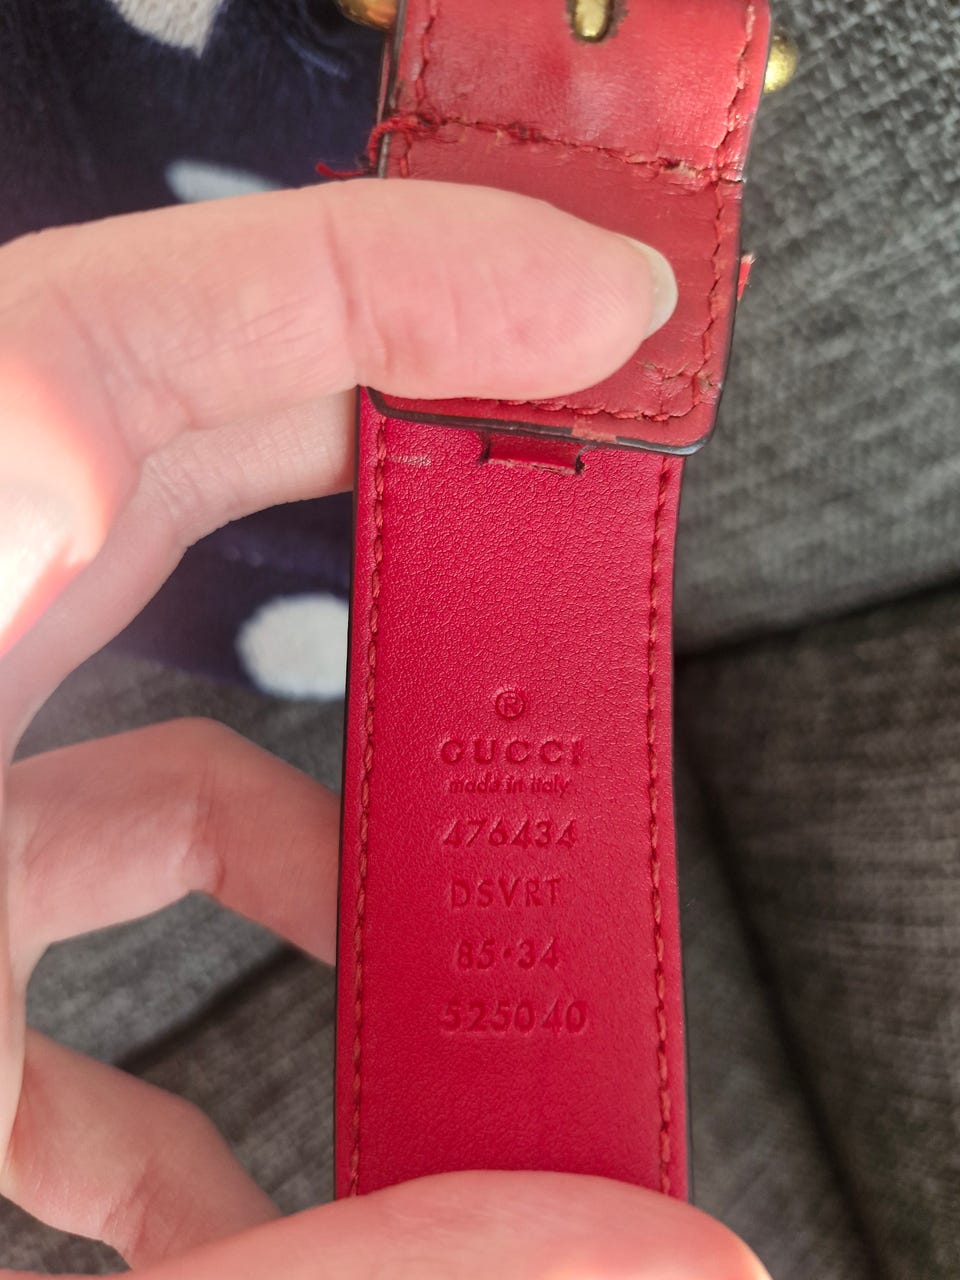 ®
GUCCI
made in italy
476434
DSVRT
85·34
525040